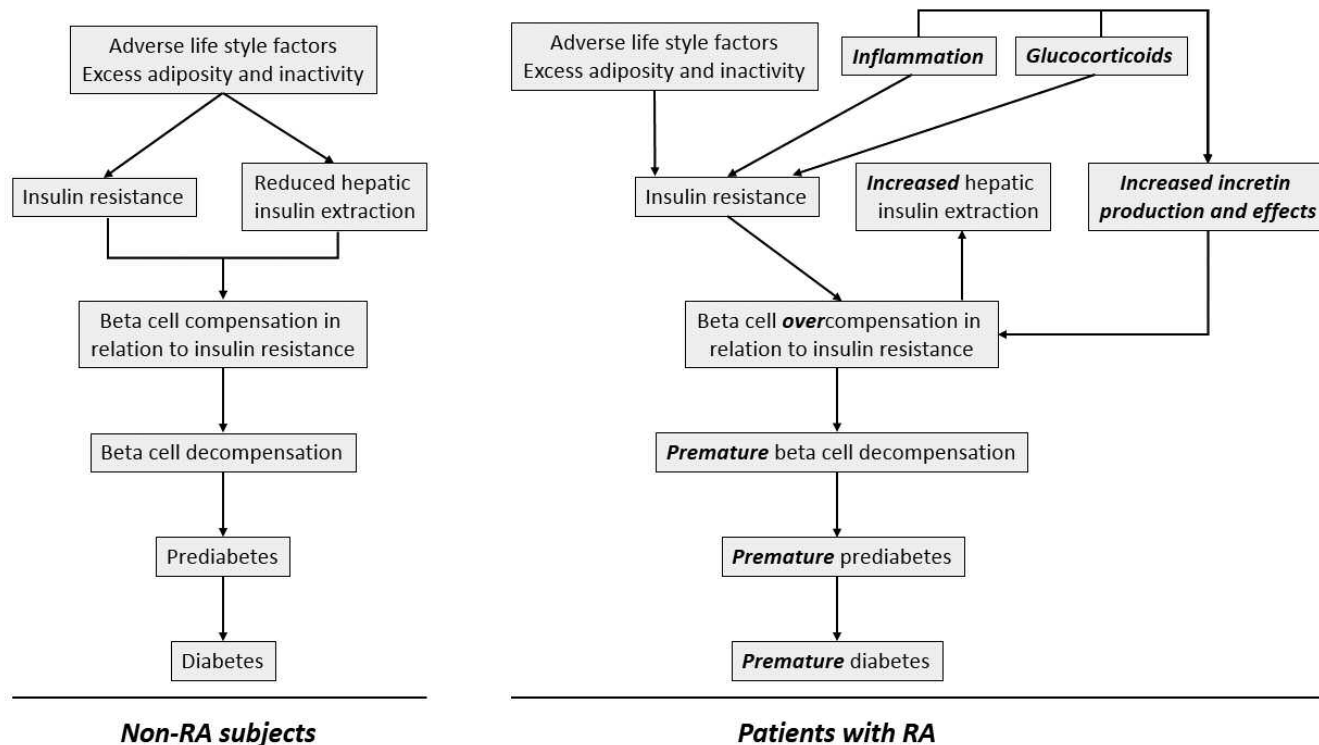 Adverse life style factors
Excess adiposity and inactivity
Insulin resistance
Reduced hepatic
insulin extraction
Beta cell compensation in
relation to insulin resistance
Beta cell decompensation
Prediabetes
Diabetes
Non-RA subjects
Adverse life style factors
Excess adiposity and inactivity
Inflammation
Glucocorticoids
Insulin resistance
Increased hepatic
insulin extraction
Increased incretin
production and effects
Beta cell overcompensation in
relation to insulin resistance
Premature beta cell decompensation
Premature prediabetes
Premature diabetes
Patients with RA